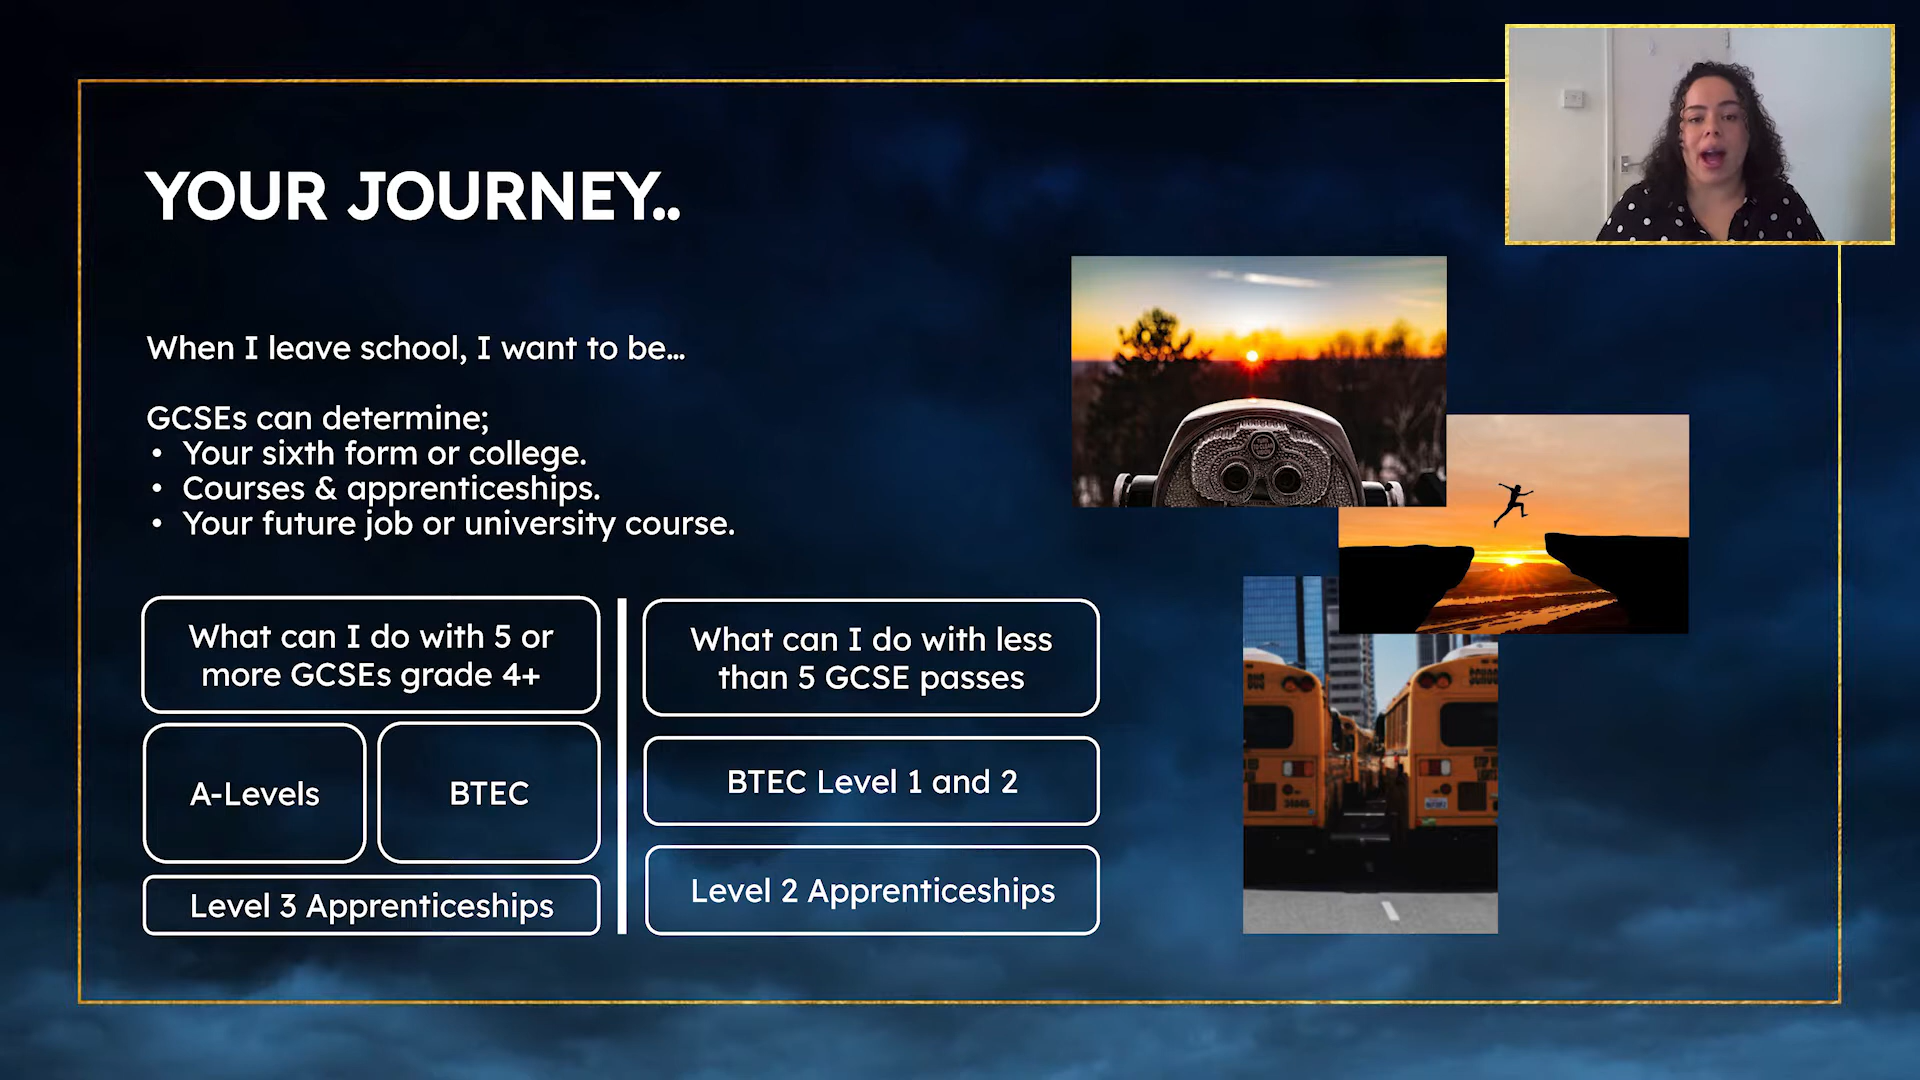 YOUR JOURNEY..
When I leave school, I want to be...
GCSEs can determine;
• Your sixth form or college.
• Courses & apprenticeships.
• Your future job or university course.
What can I do with 5 or
more GCSEs grade 4+
A-Levels
BTEC
Level 3 Apprenticeships
What can I do with less
than 5 GCSE passes
BTEC Level 1 and 2
Level 2 Apprenticeships